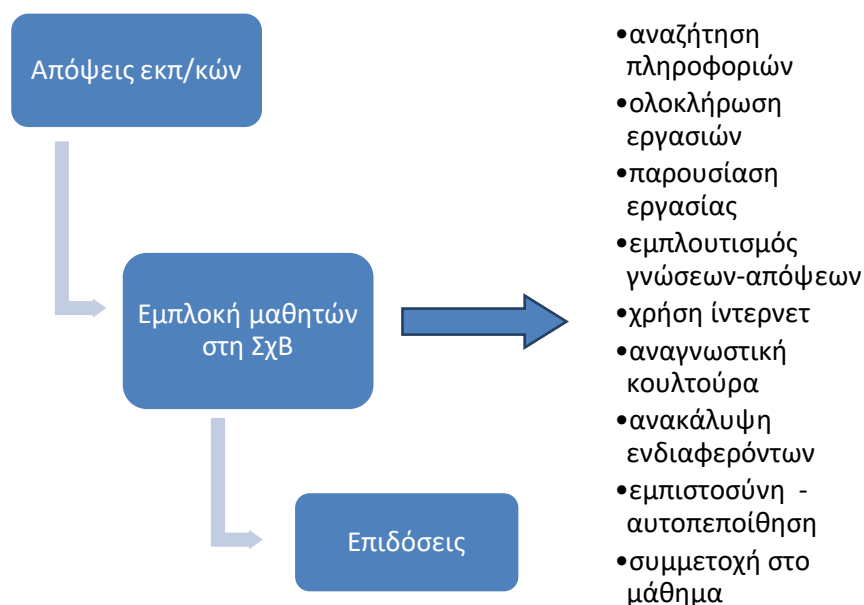 Απόψεις εκπ/κών
Εμπλοκή μαθητών
στη ΣχΒ
Επιδόσεις
•αναζήτηση
πληροφοριών
•ολοκλήρωση
εργασιών
•παρουσίαση
εργασίας
•εμπλουτισμός
γνώσεων-απόψεων
•χρήση ίντερνετ
•αναγνωστική
κουλτούρα
•ανακάλυψη
ενδιαφερόντων
•εμπιστοσύνη -
αυτοπεποίθηση
•συμμετοχή στο
μάθημα